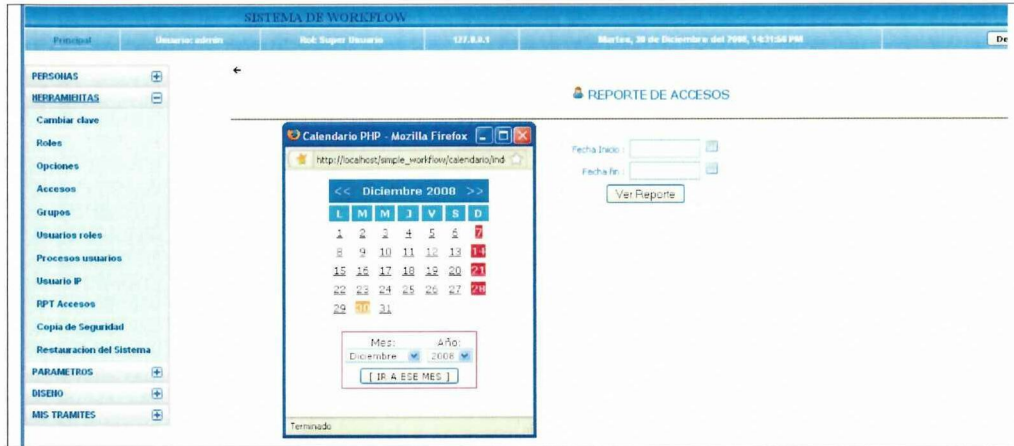 SISTEMA DE WORKFLOW
Principal Usuario: admin Rol: Super Usuario 127.0.0.1 Martes, 30 de Diciembre del 2008, 14:31:56 PM De
PERSONAS
HERRAMIENTAS
Cambiar clave
Roles
Opciones
Accesos
Grupos
Usuarios roles
Procesos usuarios
Usuario IP
RPT Accesos
Copia de Seguridad
Restauracion del Sistema
PARAMETROS
DISEÑO
MIS TRAMITES
REPORTE DE ACCESOS
Fecha Inicio :
Fecha fin :
Ver Reporte
Calendario PHP - Mozilla Firefox
http://localhost/simple_workflow/calendario/ind
<< Diciembre 2008 >>
L M M J V S D
1 2 3 4 5 6 7
8 9 10 11 12 13 14
15 16 17 18 19 20 21
22 23 24 25 26 27 28
29 30 31
Mes: Año:
Diciembre 2008
[ IR A ESE MES ]
Terminado